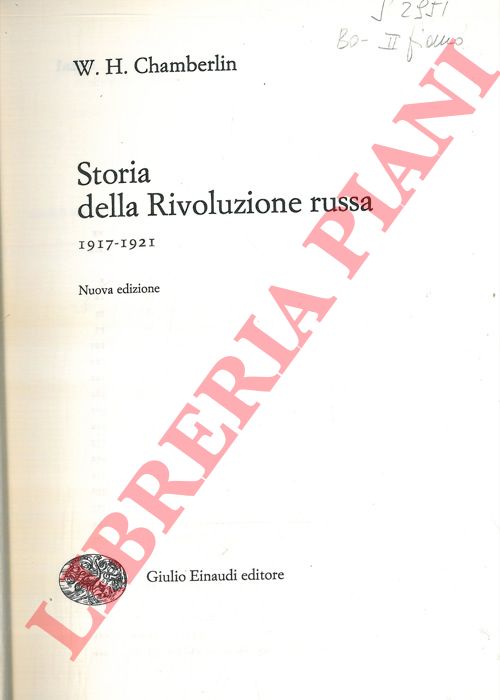 W. H. Chamberlin
Storia
della Rivoluzione russa
1917-1921
Nuova edizione
Giulio Einaudi editore
LIBRERIA PIANI